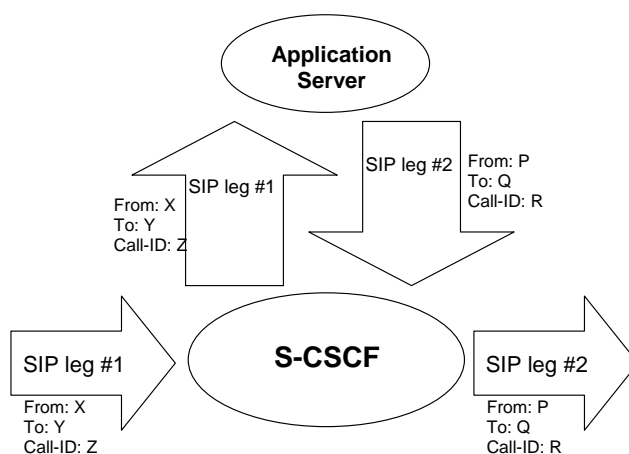 Application
Server
SIP leg #1
From: X
To: Y
Call-ID: Z
SIP leg #2
From: P
To: Q
Call-ID: R
SIP leg #1
From: X
To: Y
Call-ID: Z
S-CSCF
SIP leg #2
From: P
To: Q
Call-ID: R